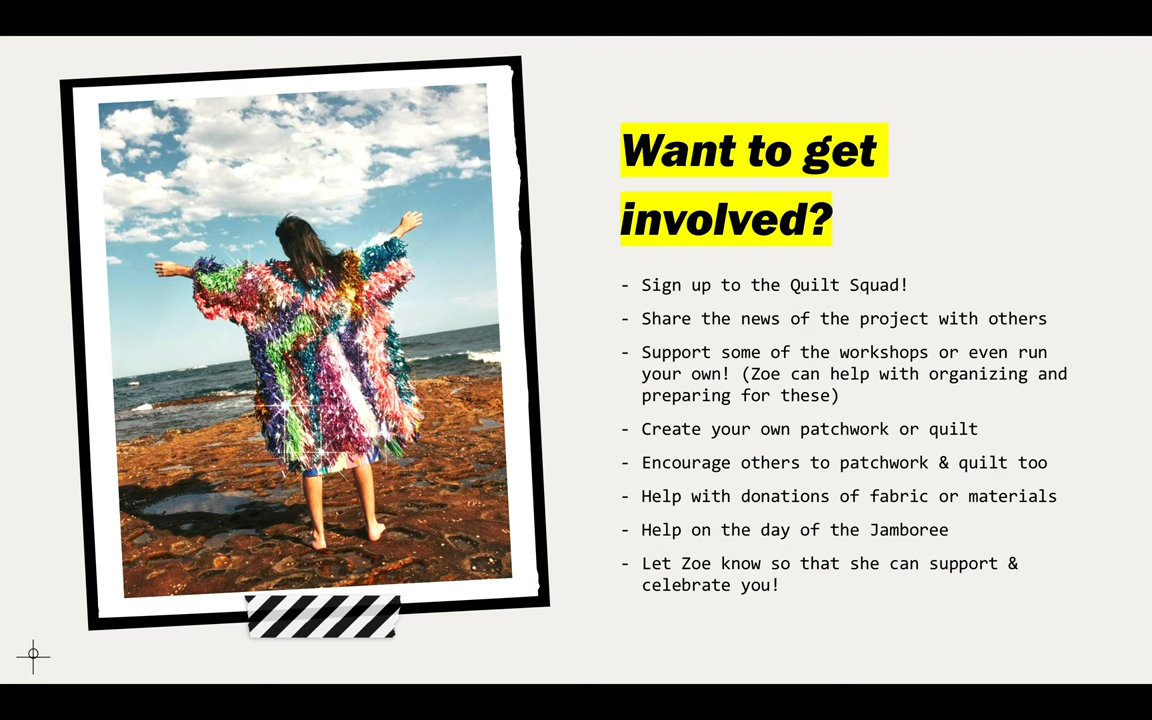 Want to get
involved?
- Sign up to the Quilt Squad!
- Share the news of the project with others
- Support some of the workshops or even run
your own! (Zoe can help with organizing and
preparing for these)
- Create your own patchwork or quilt
- Encourage others to patchwork & quilt too
- Help with donations of fabric or materials
- Help on the day of the Jamboree
- Let Zoe know so that she can support &
celebrate you!